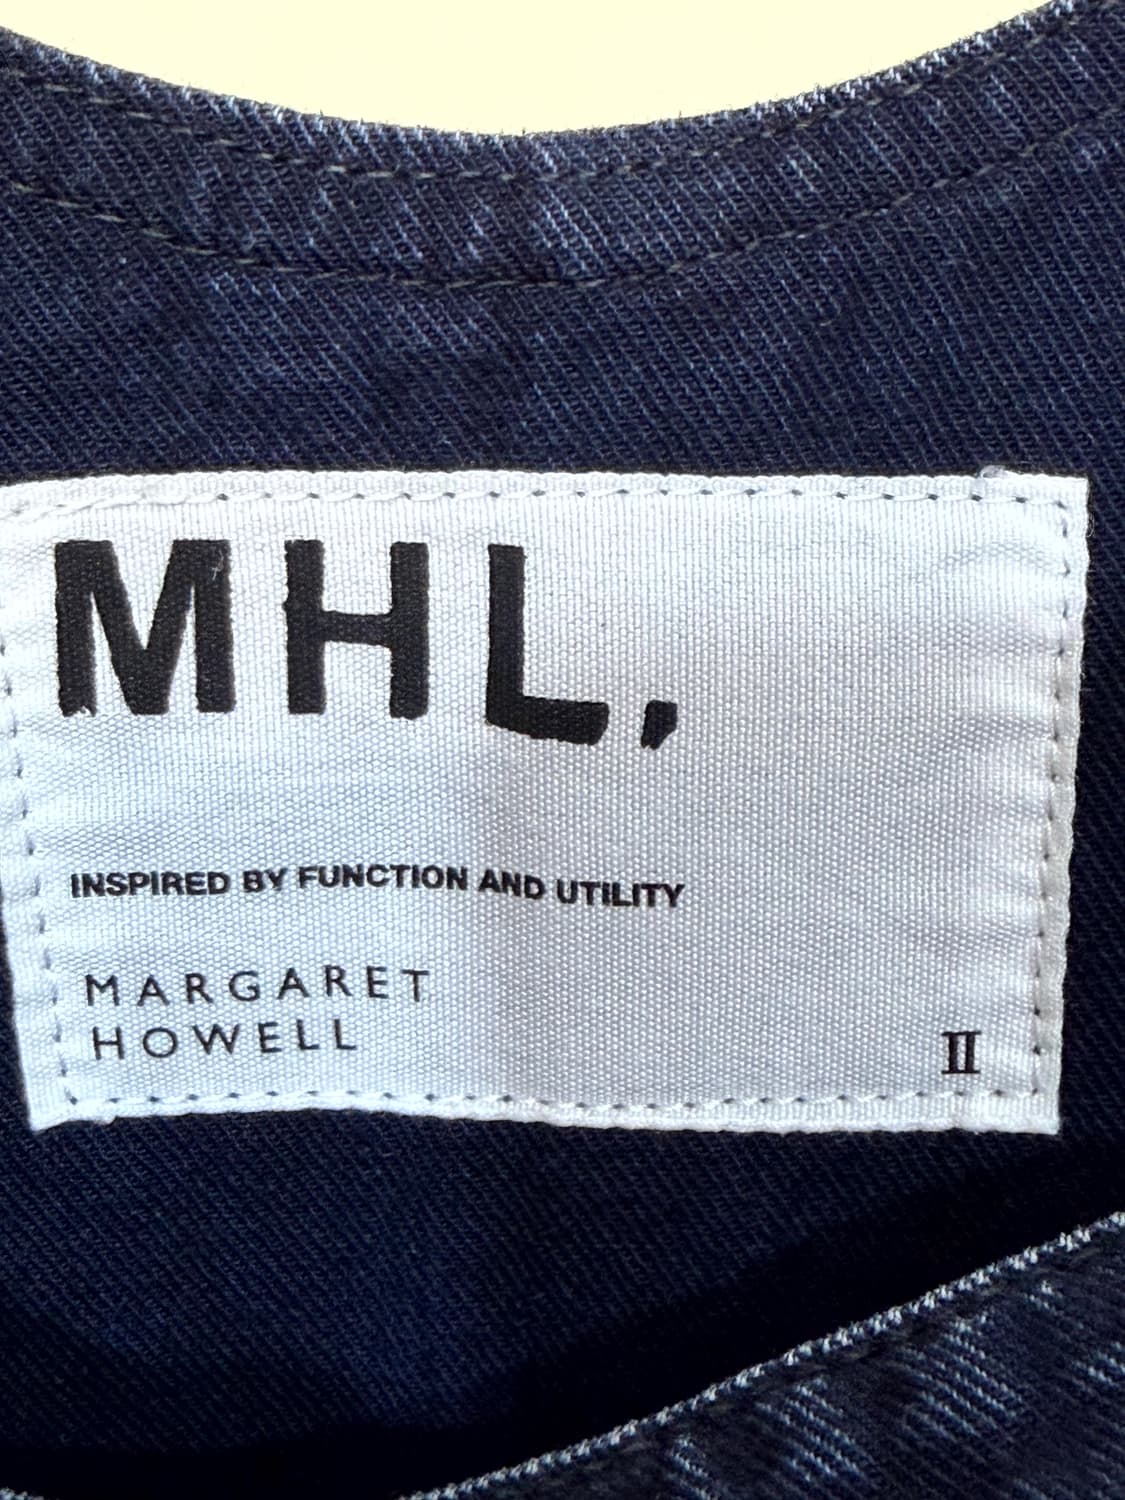 MHL,
INSPIRED BY FUNCTION AND UTILITY
MARGARET
HOWELL
II